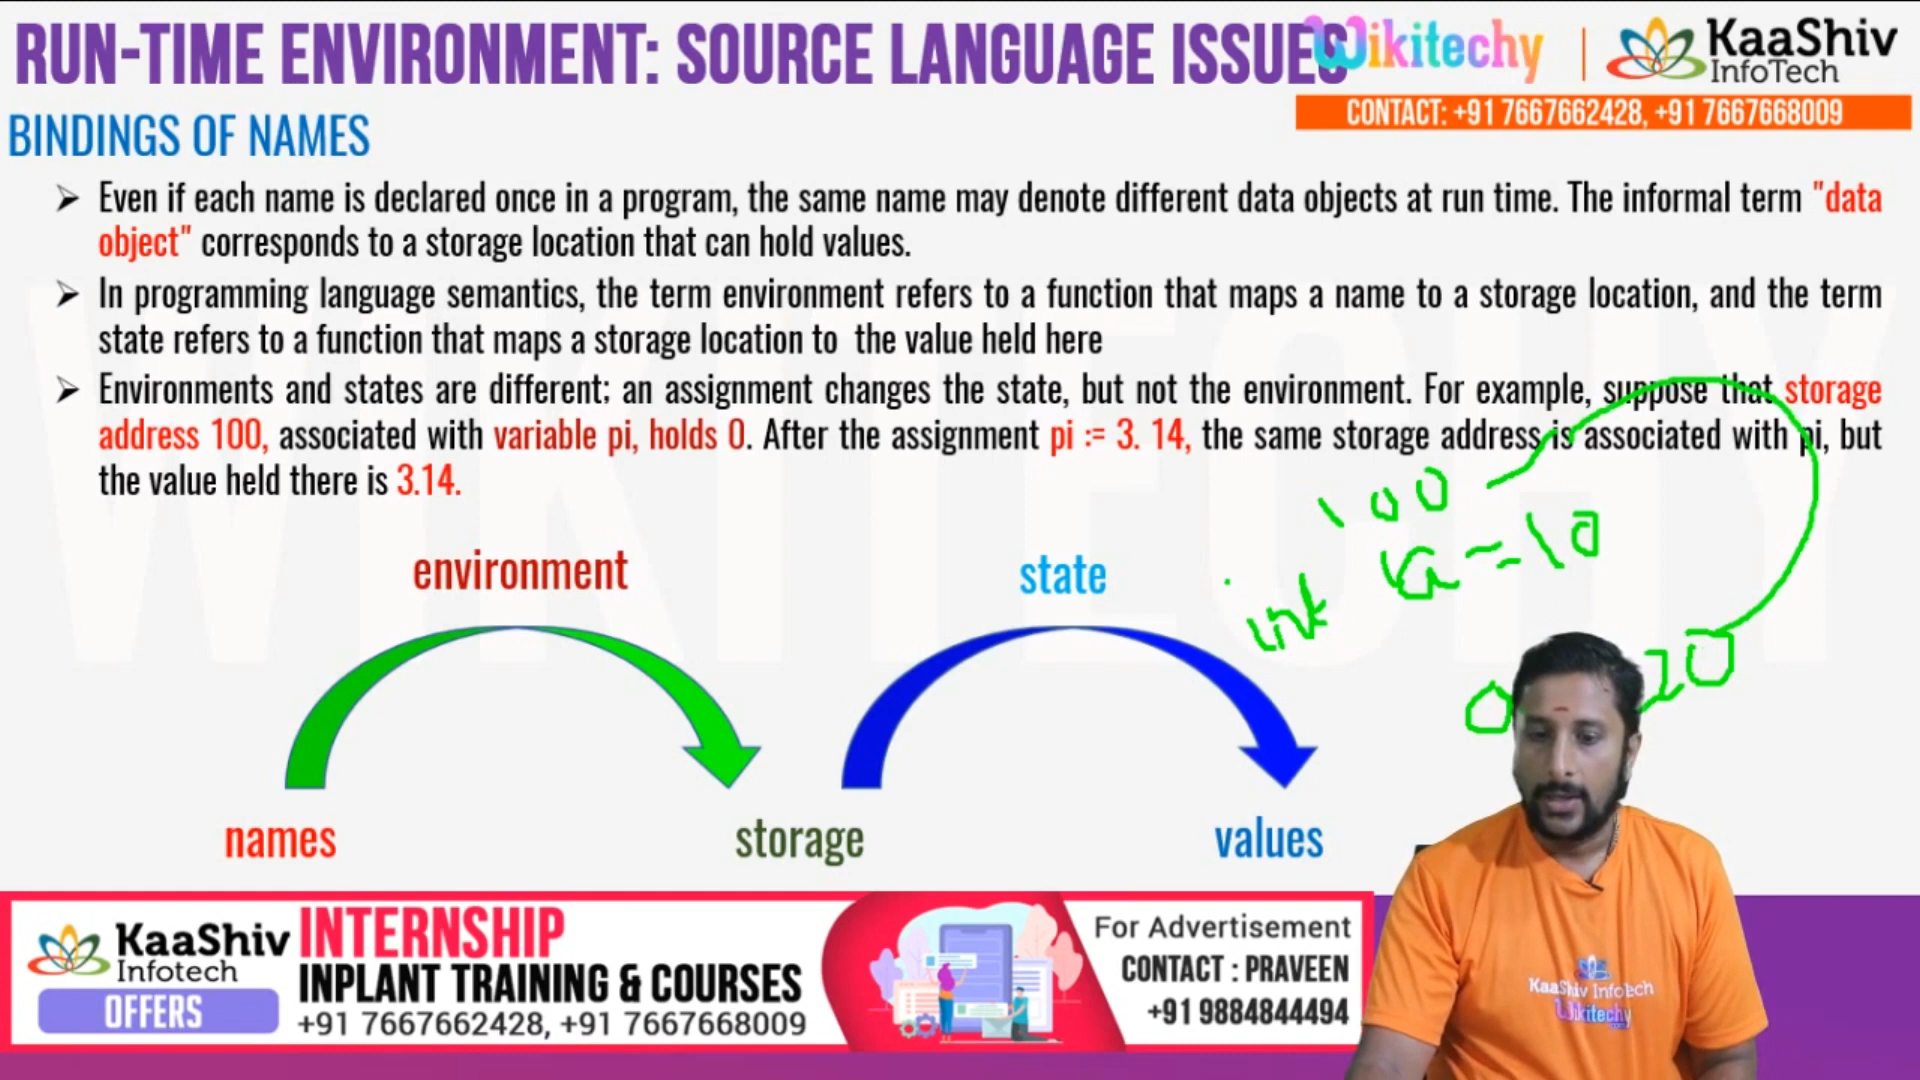 RUN-TIME ENVIRONMENT: SOURCE LANGUAGE ISSUES
Wikitechy
KaaShiv
InfoTech
CONTACT: +91 7667662428, +91 7667668009
BINDINGS OF NAMES
Even if each name is declared once in a program, the same name may denote different data objects at run time. The informal term "data
object" corresponds to a storage location that can hold values.
In programming language semantics, the term environment refers to a function that maps a name to a storage location, and the term
state refers to a function that maps a storage location to the value held here
Environments and states are different; an assignment changes the state, but not the environment. For example, suppose that storage
address 100, associated with variable pi, holds 0. After the assignment pi := 3. 14, the same storage address is associated with pi, but
the value held there is 3.14.
100
int a = 10
20
environment
state
names
storage
values
KaaShiv
Infotech
OFFERS
INTERNSHIP
INPLANT TRAINING & COURSES
+91 7667662428, +91 7667668009
For Advertisement
CONTACT : PRAVEEN
+91 9884844494
KaaShiv InfoTech
Wikitechy
WIKITECHY